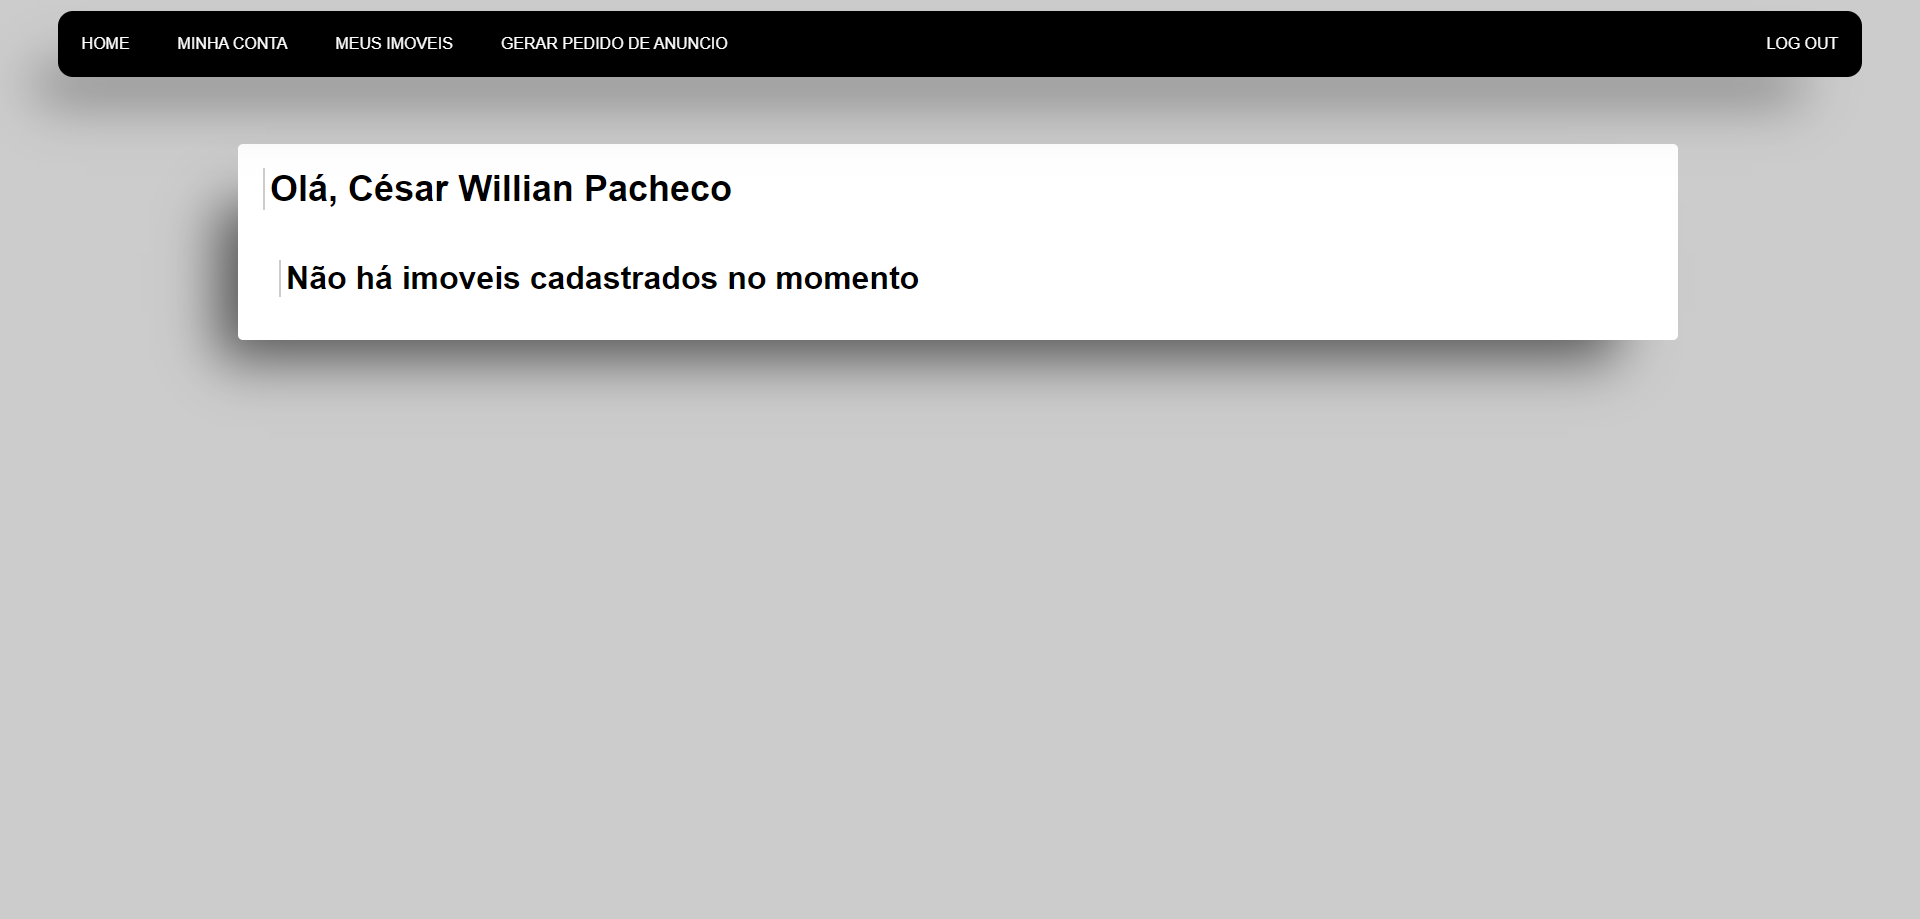 HOME MINHA CONTA MEUS IMOVEIS GERAR PEDIDO DE ANUNCIO LOG OUT
Olá, César Willian Pacheco
Não há imoveis cadastrados no momento